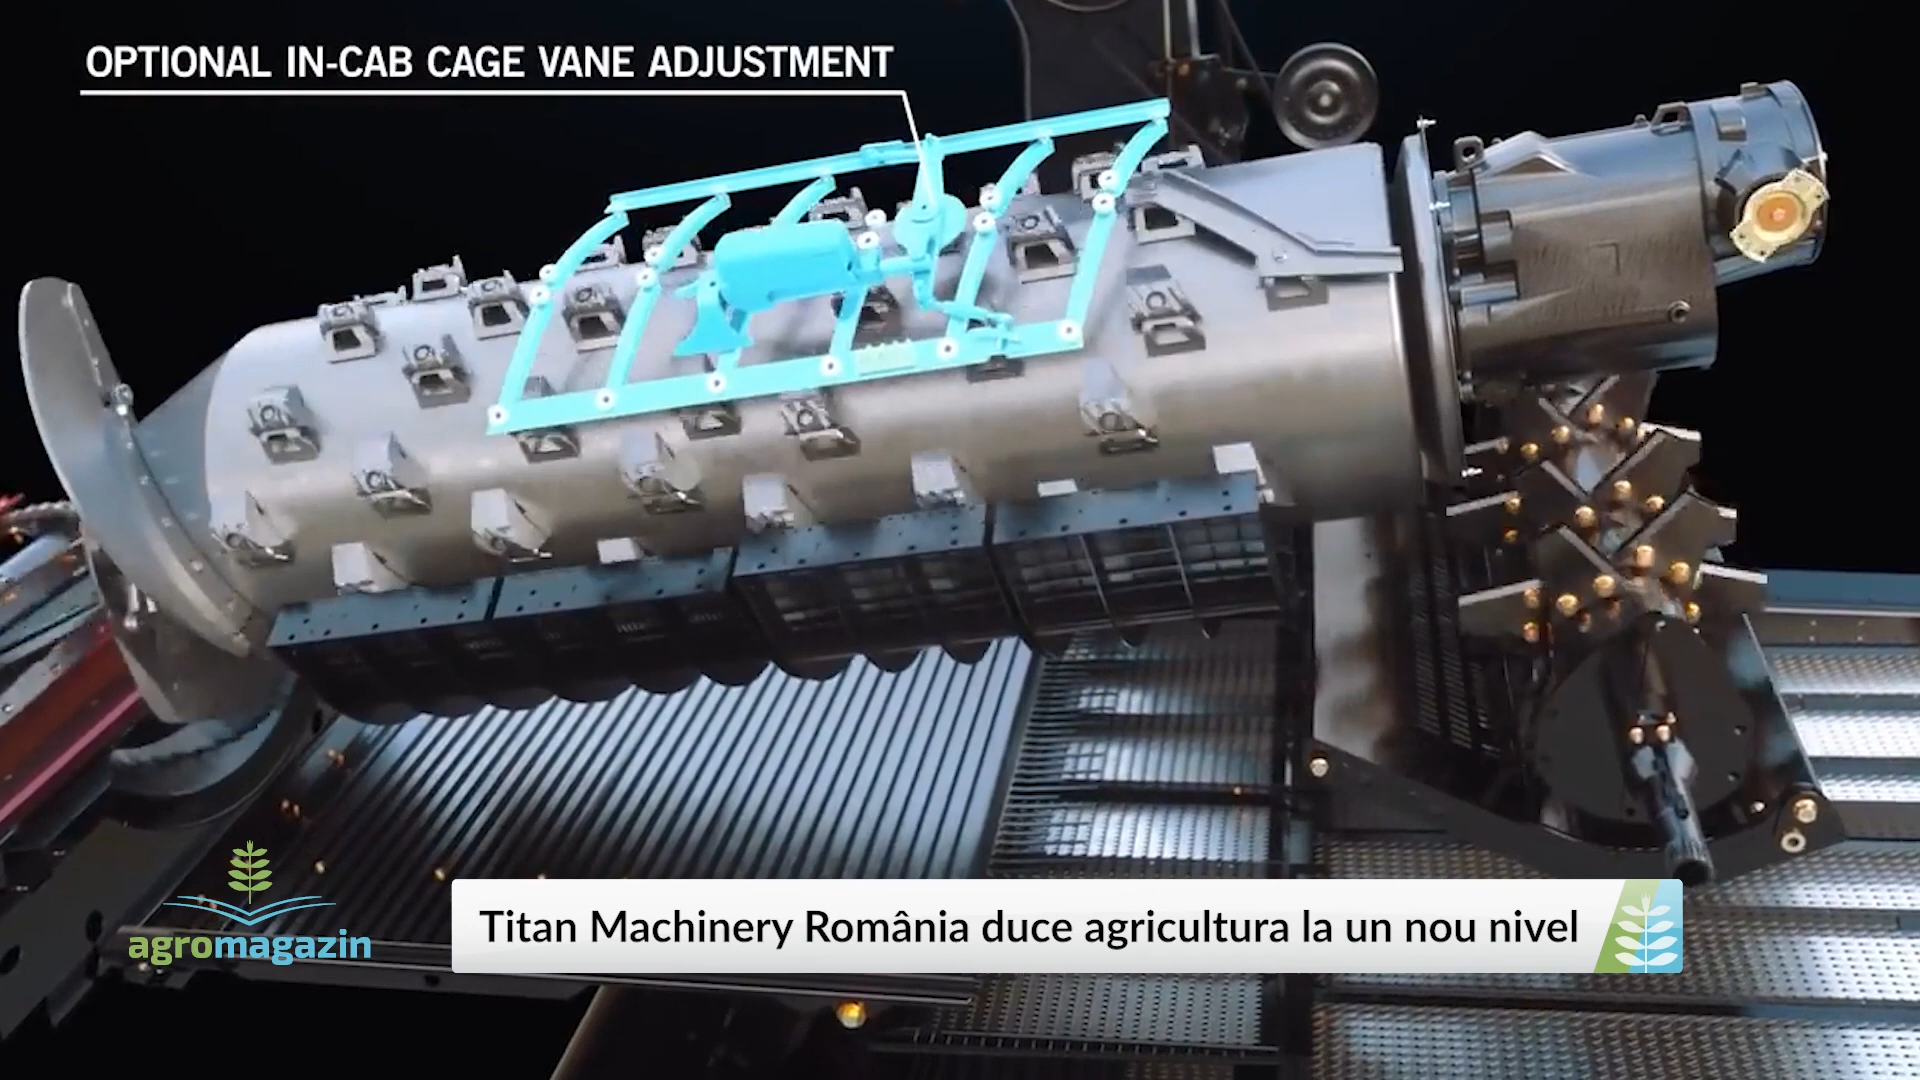 OPTIONAL IN-CAB CAGE VANE ADJUSTMENT
agromagazin
Titan Machinery România duce agricultura la un nou nivel